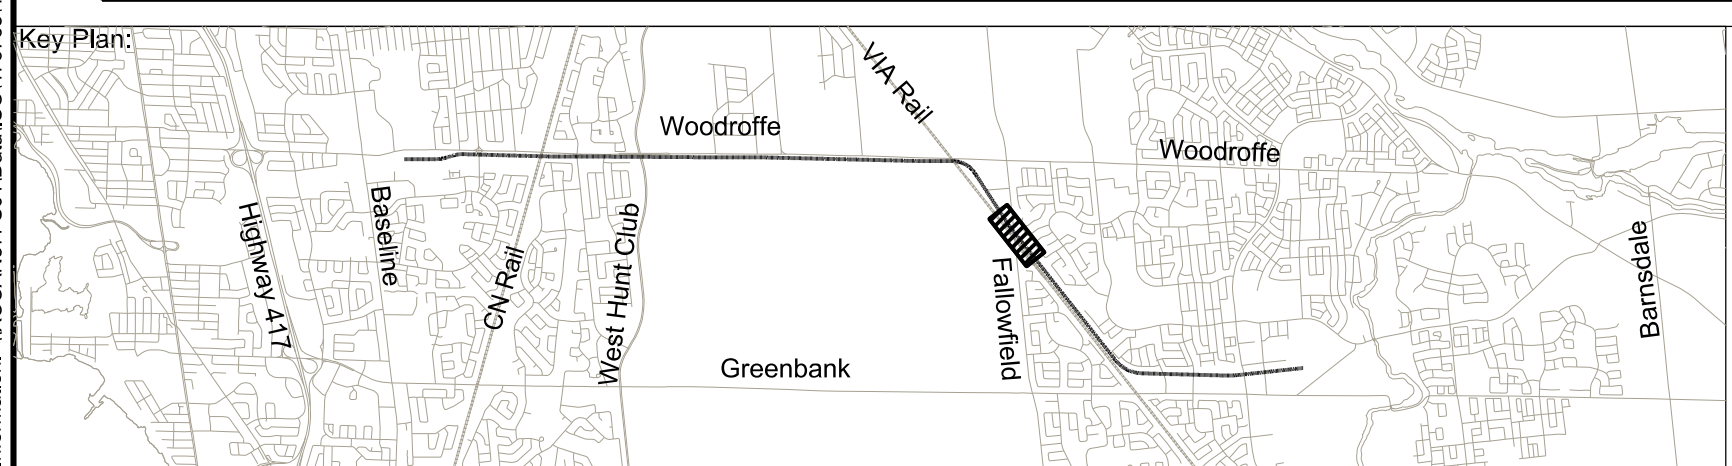 Key Plan:
VIA Rail
Woodroffe
Woodroffe
Baseline
Highway 417
CN Rail
West Hunt Club
Fallowfield
Barnsdale
Greenbank